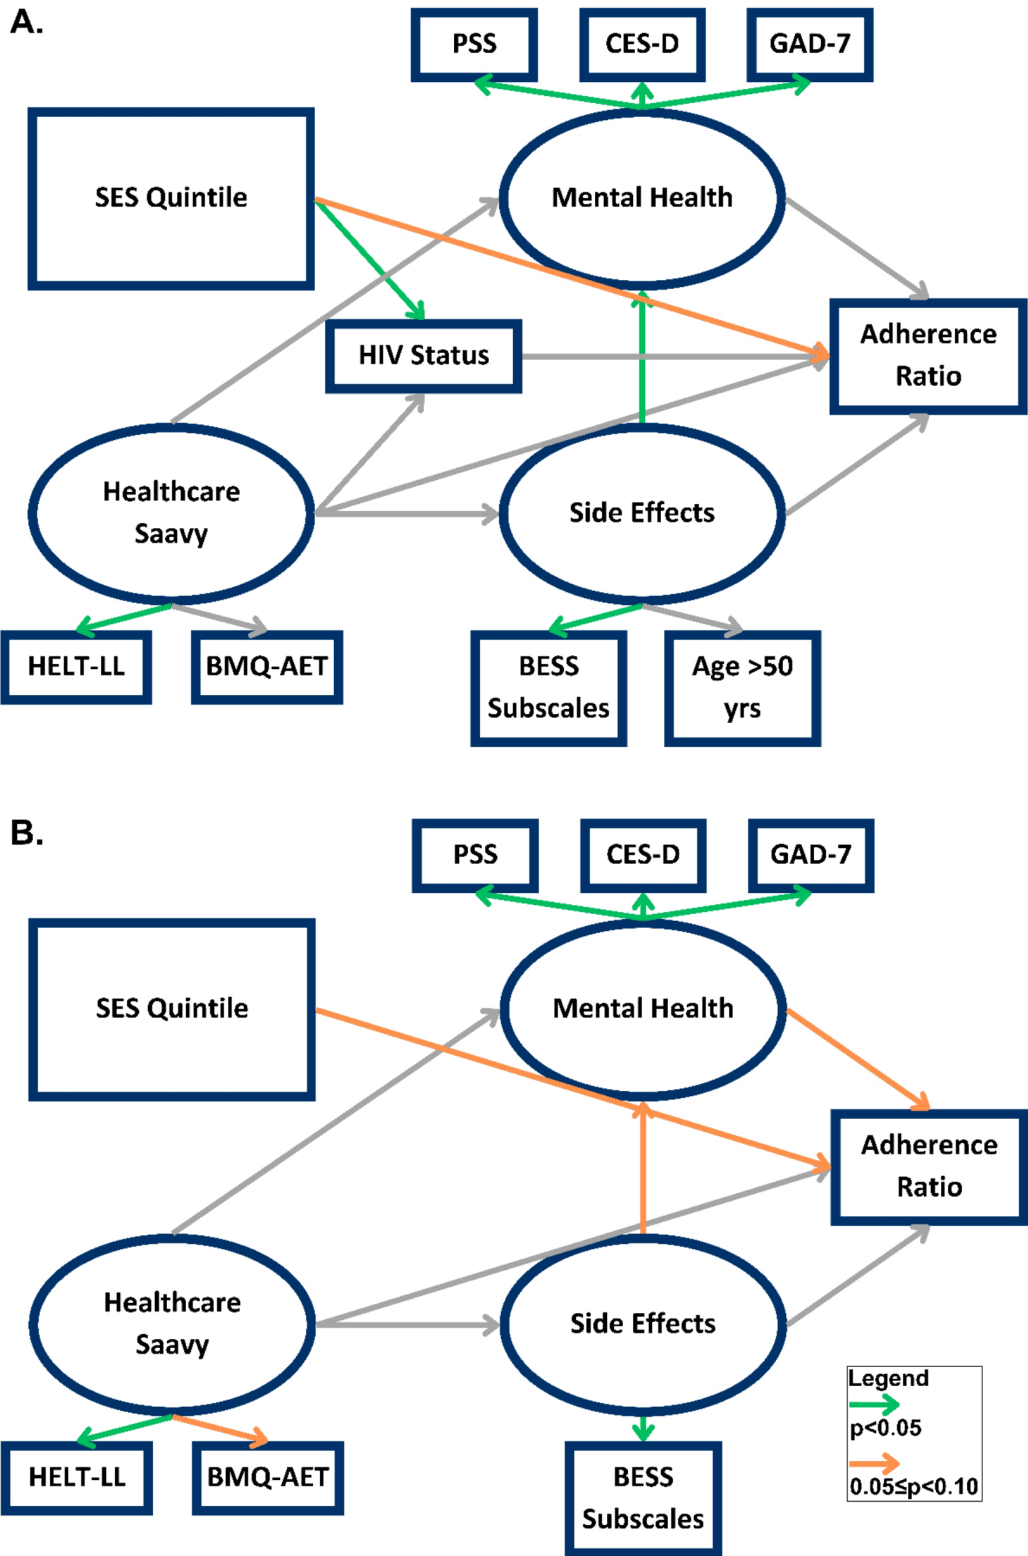 A.
PSS
CES-D
GAD-7
SES Quintile
Mental Health
HIV Status
Adherence
Ratio
Healthcare
Saavy
Side Effects
HELT-LL
BMQ-AET
BESS
Subscales
Age >50
yrs
B.
PSS
CES-D
GAD-7
SES Quintile
Mental Health
Adherence
Ratio
Healthcare
Saavy
Side Effects
Legend
p<0.05
0.05≤p<0.10
HELT-LL
BMQ-AET
BESS
Subscales